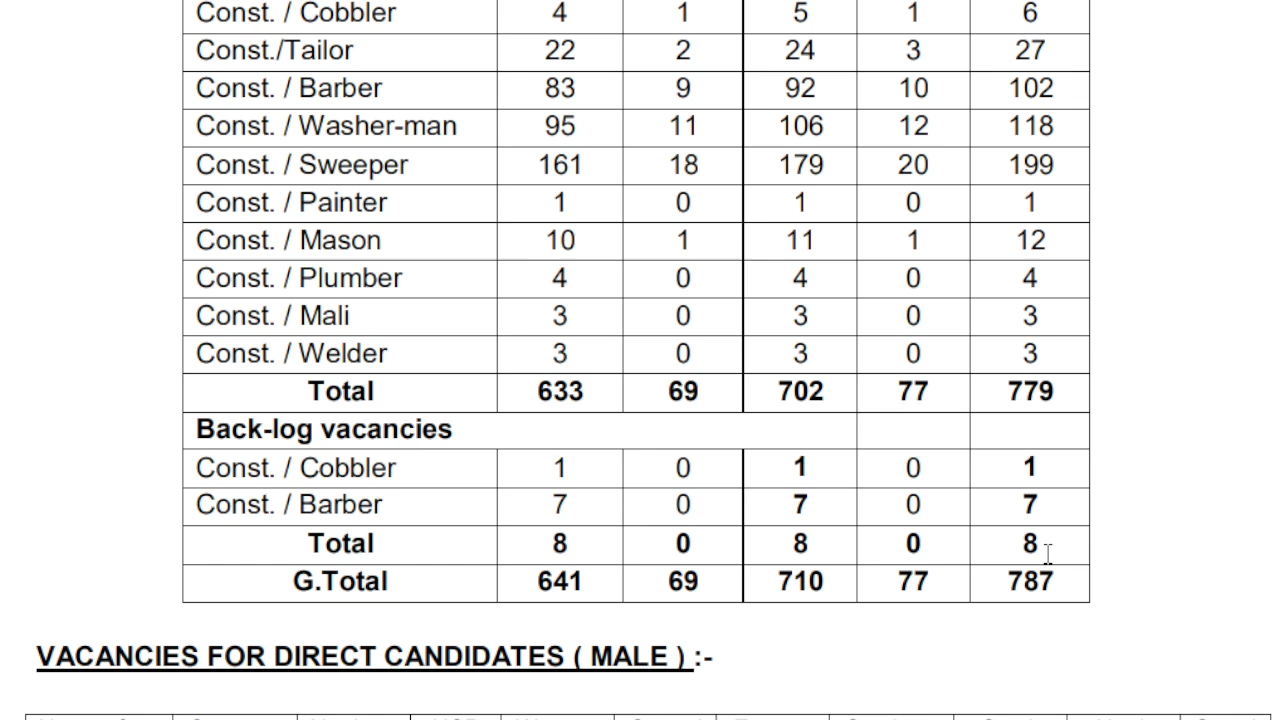 Const. / Cobbler 4 1 5 1 6
Const./Tailor 22 2 24 3 27
Const. / Barber 83 9 92 10 102
Const. / Washer-man 95 11 106 12 118
Const. / Sweeper 161 18 179 20 199
Const. / Painter 1 0 1 0 1
Const. / Mason 10 1 11 1 12
Const. / Plumber 4 0 4 0 4
Const. / Mali 3 0 3 0 3
Const. / Welder 3 0 3 0 3
Total 633 69 702 77 779
Back-log vacancies
Const. / Cobbler 1 0 1 0 1
Const. / Barber 7 0 7 0 7
Total 8 0 8 0 8
G.Total 641 69 710 77 787
VACANCIES FOR DIRECT CANDIDATES ( MALE ) :-